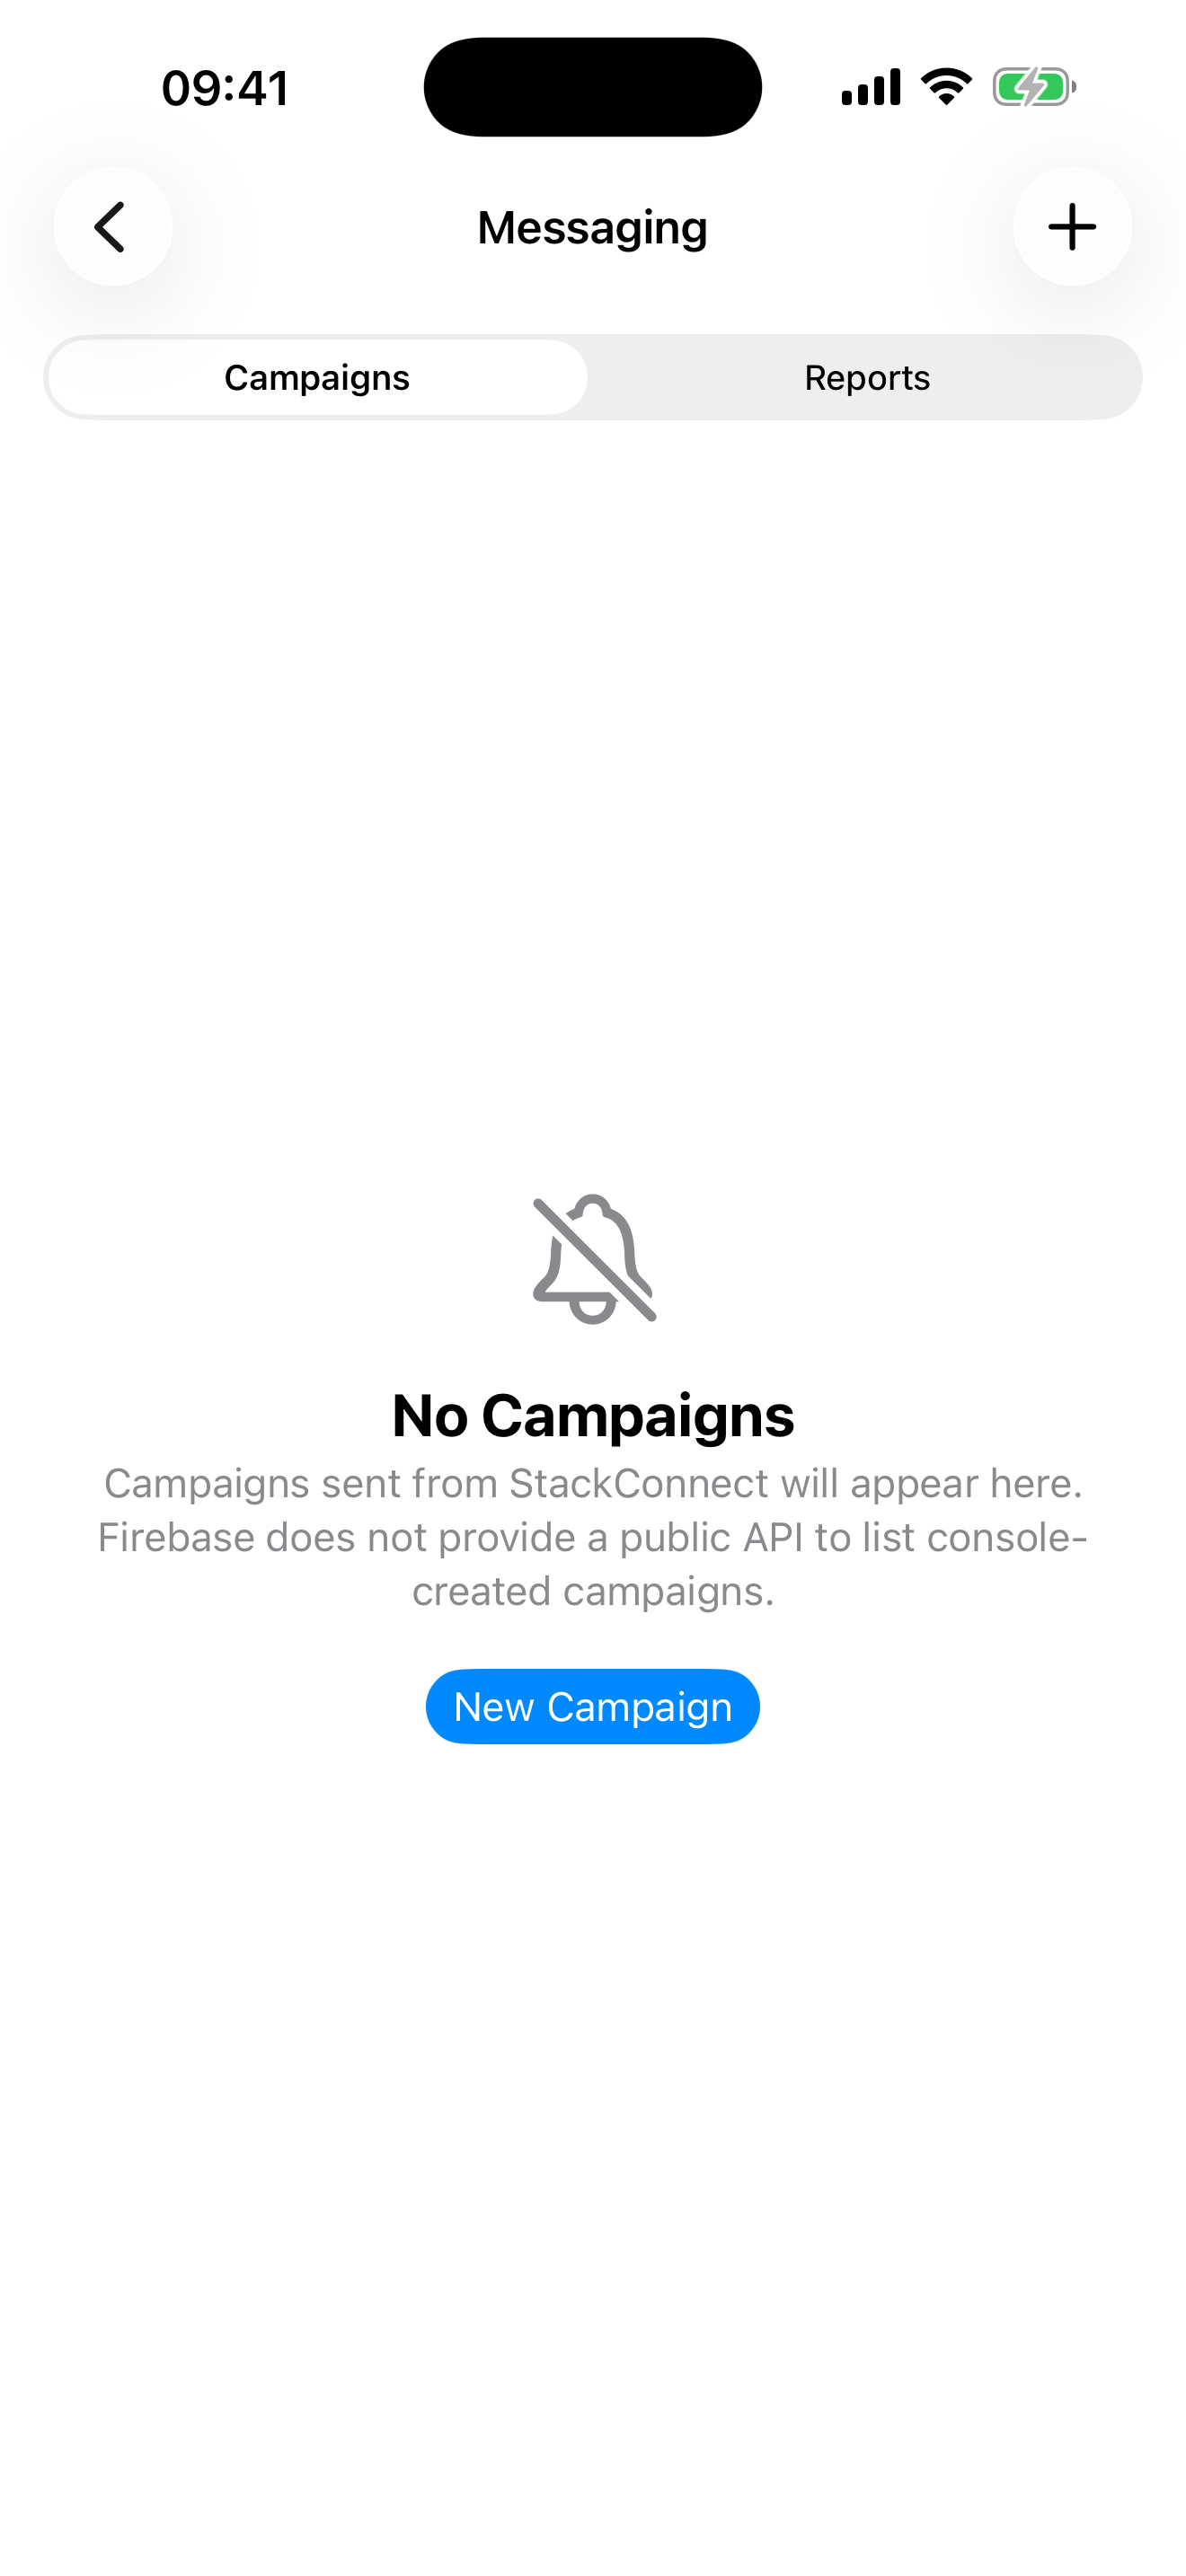 09:41
Messaging
Campaigns
Reports
No Campaigns
Campaigns sent from StackConnect will appear here.
Firebase does not provide a public API to list console-
created campaigns.
New Campaign